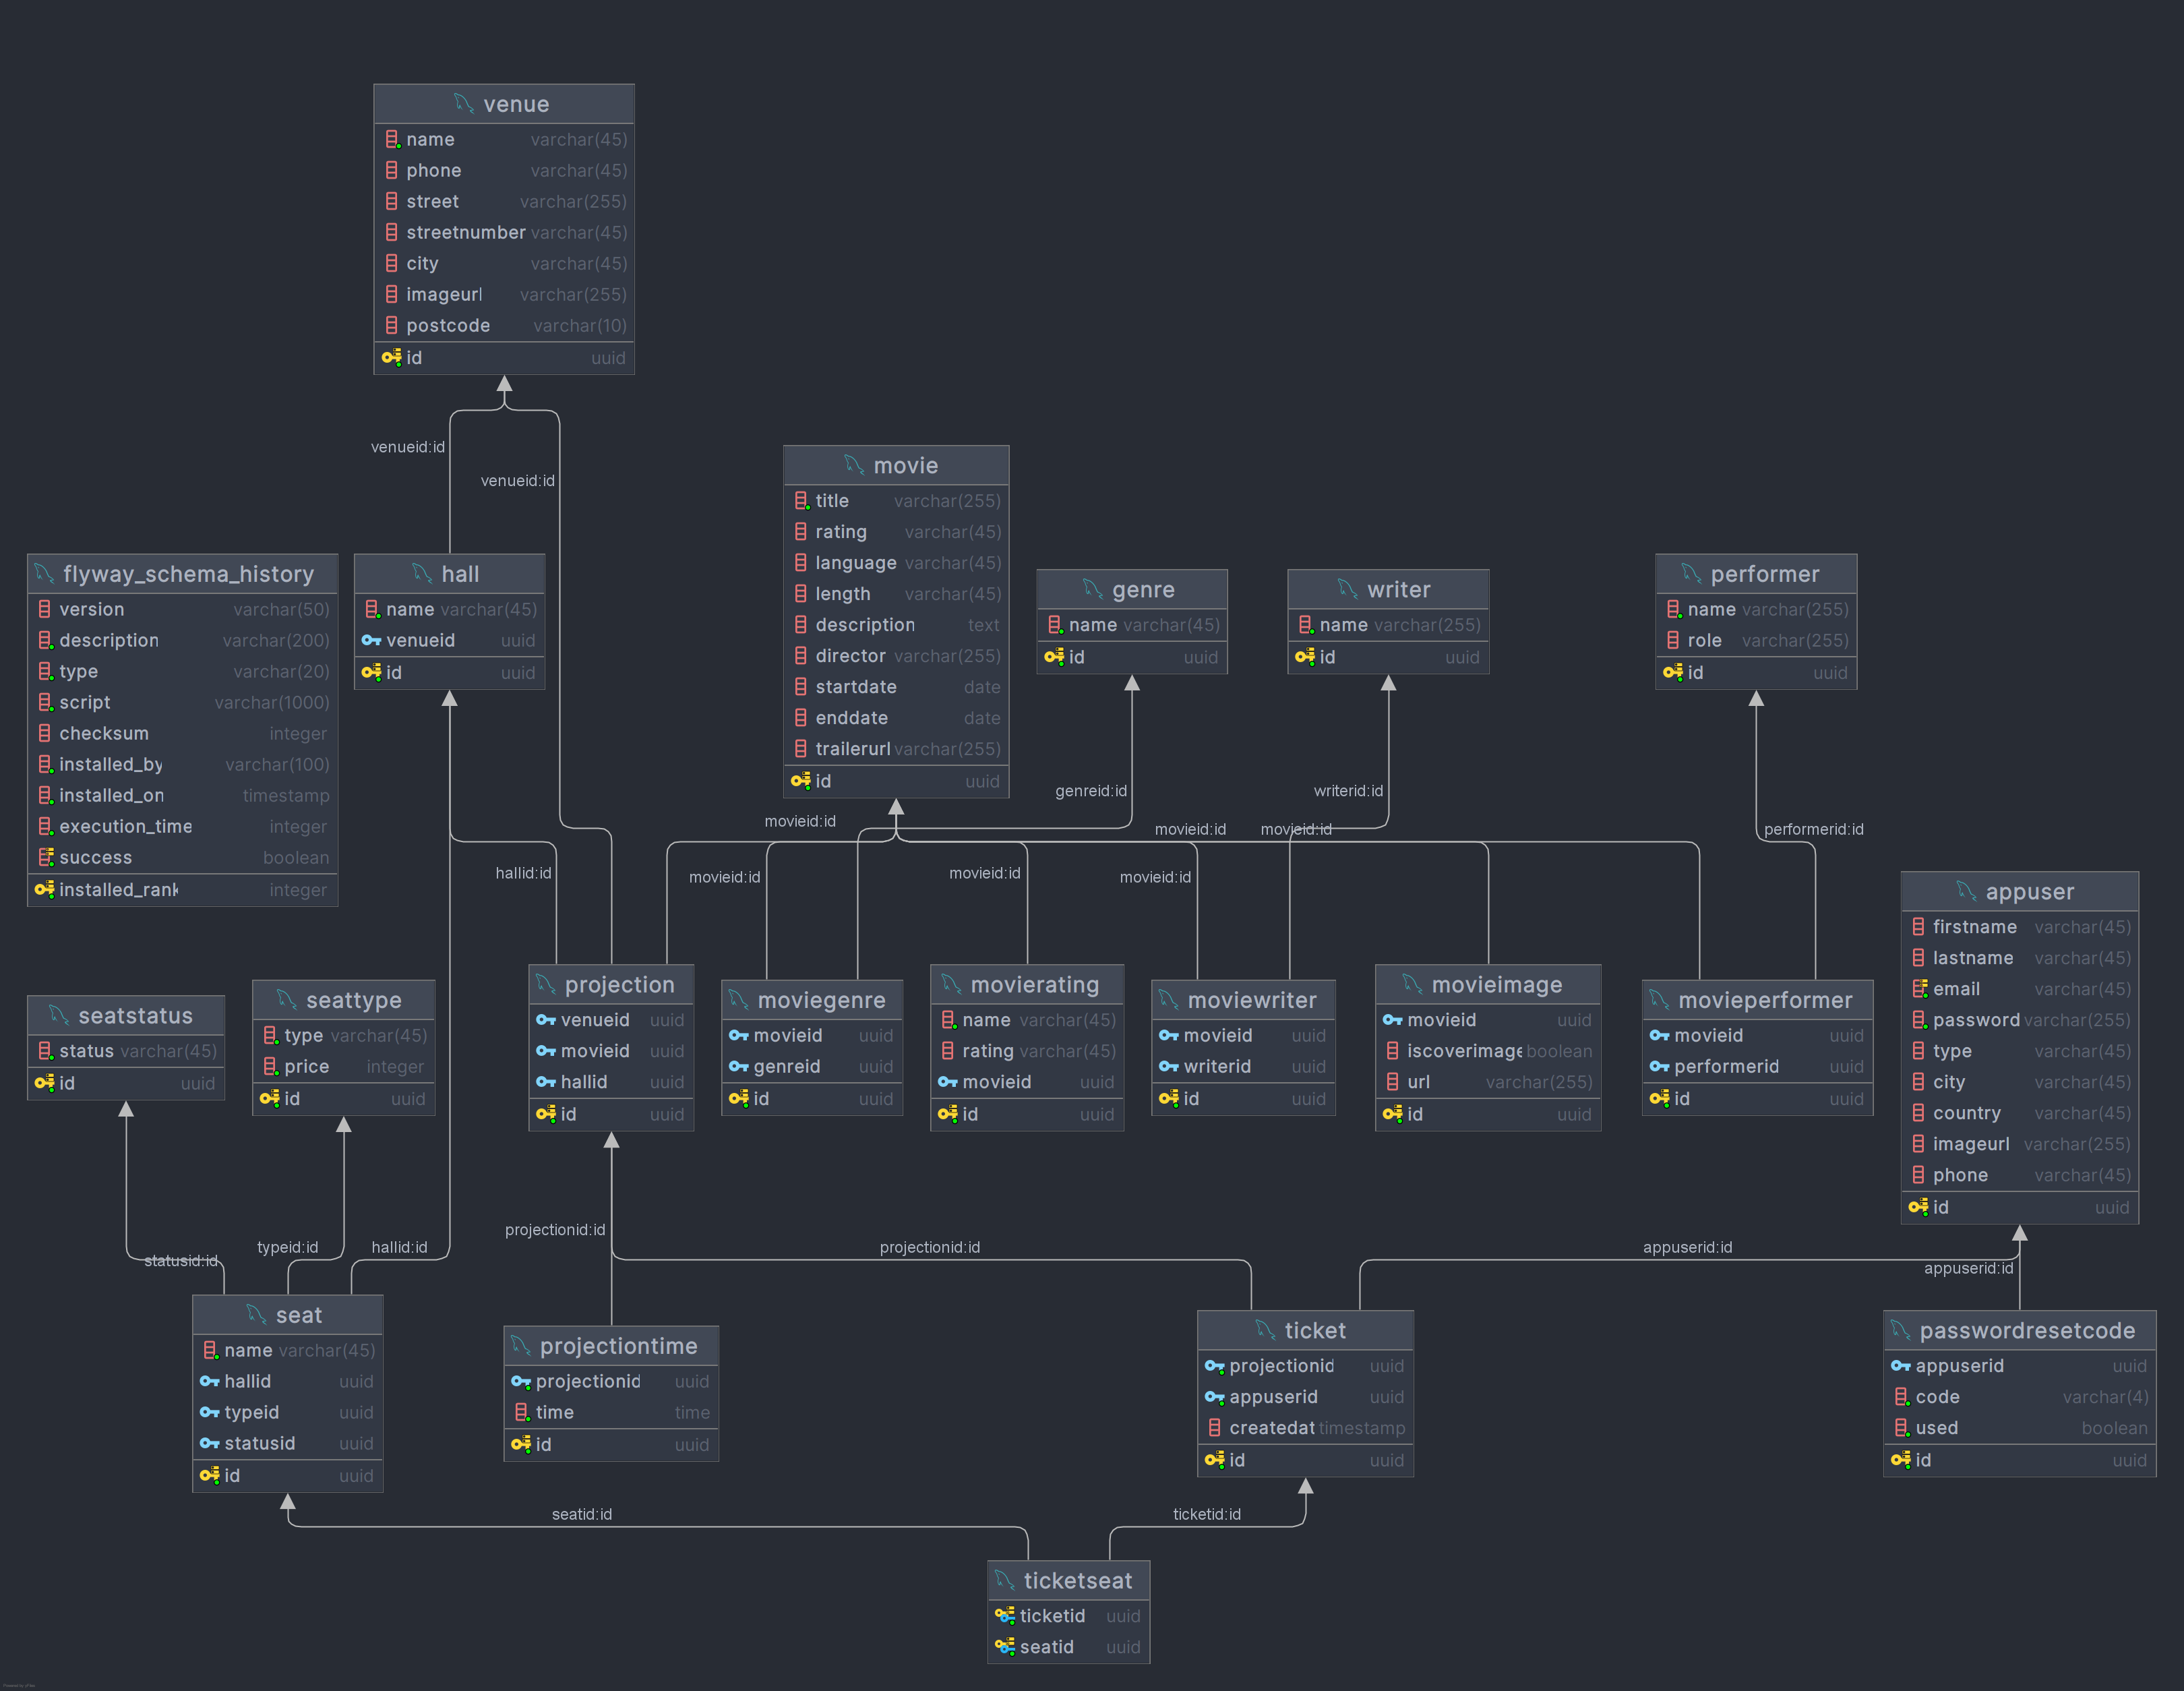 venue
name varchar(45)
phone varchar(45)
street varchar(255)
streetnumber varchar(45)
city varchar(45)
imageurl varchar(255)
postcode varchar(10)
id uuid
venueid:id
venueid:id
movie
title varchar(255)
rating varchar(45)
language varchar(45)
length varchar(45)
description text
director varchar(255)
startdate date
enddate date
trailerurl varchar(255)
id uuid
flyway_schema_history
version varchar(50)
description varchar(200)
type varchar(20)
script varchar(1000)
checksum integer
installed_by varchar(100)
installed_on timestamp
execution_time integer
success boolean
installed_rank integer
hall
name varchar(45)
venueid uuid
id uuid
genre
name varchar(45)
id uuid
writer
name varchar(255)
id uuid
performer
name varchar(255)
role varchar(255)
id uuid
genreid:id
writerid:id
movieid:id
movieid:id
movieid:id
performerid:id
hallid:id
movieid:id
movieid:id
movieid:id
appuser
firstname varchar(45)
lastname varchar(45)
email varchar(45)
password varchar(255)
type varchar(45)
city varchar(45)
country varchar(45)
imageurl varchar(255)
phone varchar(45)
id uuid
seatstatus
status varchar(45)
id uuid
seattype
type varchar(45)
price integer
id uuid
projection
venueid uuid
movieid uuid
hallid uuid
id uuid
moviegenre
movieid uuid
genreid uuid
id uuid
movierating
name varchar(45)
rating varchar(45)
movieid uuid
id uuid
moviewriter
movieid uuid
writerid uuid
id uuid
movieimage
movieid uuid
iscoverimage boolean
url varchar(255)
id uuid
movieperformer
movieid uuid
performerid uuid
id uuid
projectionid:id
statusid:id
typeid:id
hallid:id
projectionid:id
appuserid:id
appuserid:id
seat
name varchar(45)
hallid uuid
typeid uuid
statusid uuid
id uuid
projectiontime
projectionid uuid
time time
id uuid
ticket
projectionid uuid
appuserid uuid
createdat timestamp
id uuid
passwordresetcode
appuserid uuid
code varchar(4)
used boolean
id uuid
seatid:id
ticketid:id
ticketseat
ticketid uuid
seatid uuid